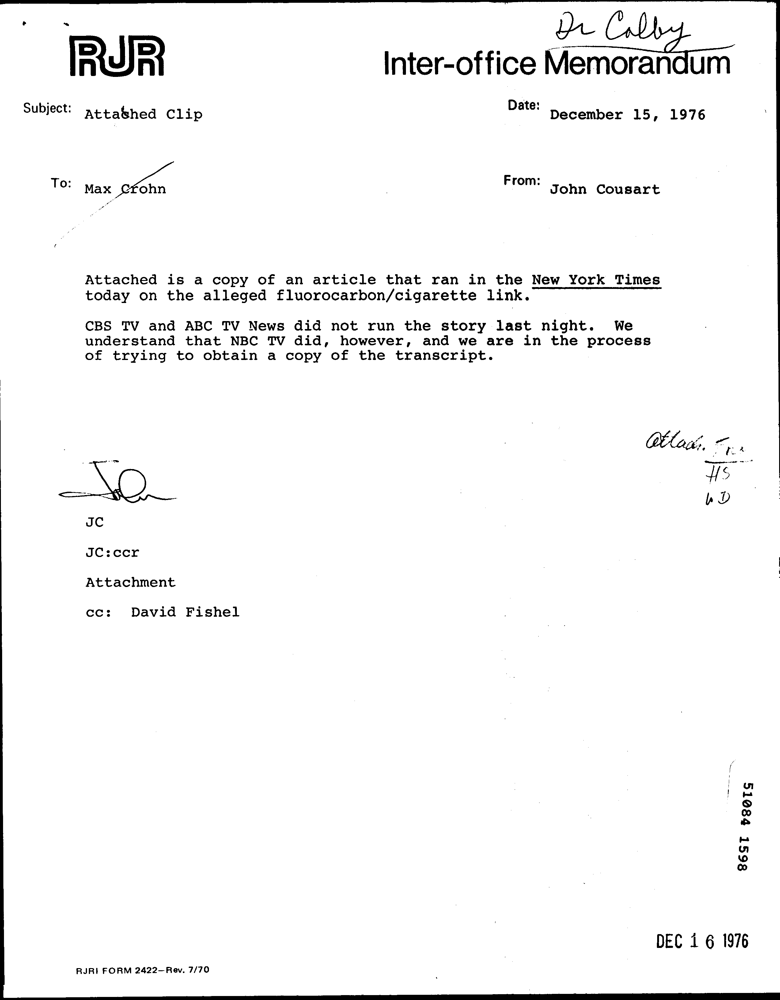 Dr Colby
RJR
Inter-office Memorandum
Subject: Attached Clip
Date: December 15, 1976
To: Max Crohn
From: John Cousart
Attached is a copy of an article that ran in the New York Times
today on the alleged fluorocarbon/cigarette link.
CBS TV and ABC TV News did not run the story last night. We
understand that NBC TV did, however, and we are in the process
of trying to obtain a copy of the transcript.
HS
John
JC
JC:ccr
Attachment
cc: David Fishel
51084 1598
DEC 16 1976
RJRI FORM 2422—Rev. 7/70